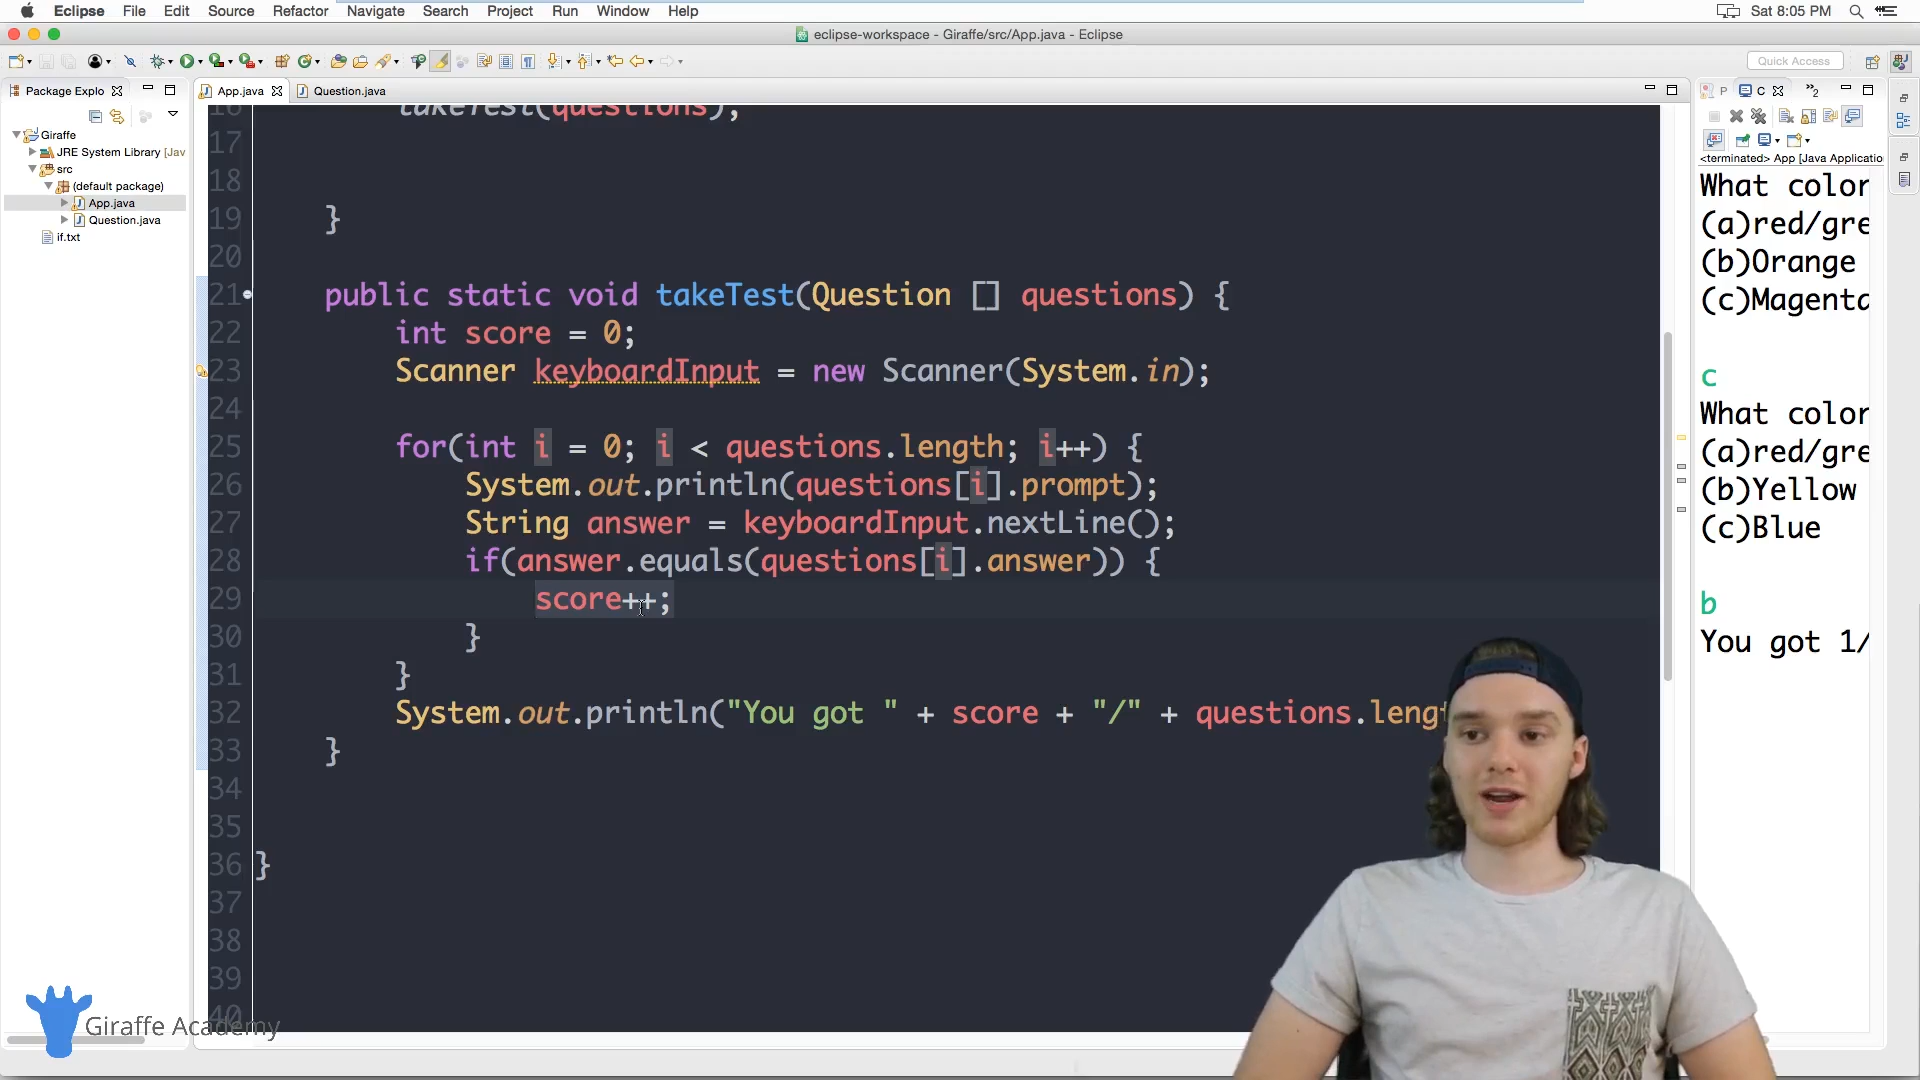 Eclipse File Edit Source Refactor Navigate Search Project Run Window Help Sat 8:05 PM
eclipse-workspace - Giraffe/src/App.java - Eclipse
Quick Access
Package Explo
App.java
Question.java
P
C
2
Giraffe
JRE System Library [Jav
src
(default package)
App.java
Question.java
if.txt
16 takeTest(questions);
17
18
19 }
20
21 public static void takeTest(Question [] questions) {
22 int score = 0;
23 Scanner keyboardInput = new Scanner(System.in);
24
25 for(int i = 0; i < questions.length; i++) {
26 System.out.println(questions[i].prompt);
27 String answer = keyboardInput.nextLine();
28 if(answer.equals(questions[i].answer)) {
29 score++;
30 }
31 }
32 System.out.println("You got " + score + "/" + questions.leng
33 }
34
35
36 }
37
38
39
40
<terminated> App [Java Applicatio
What color
(a)red/gre
(b)Orange
(c)Magenta
c
What color
(a)red/gre
(b)Yellow
(c)Blue
b
You got 1/
Giraffe Academy